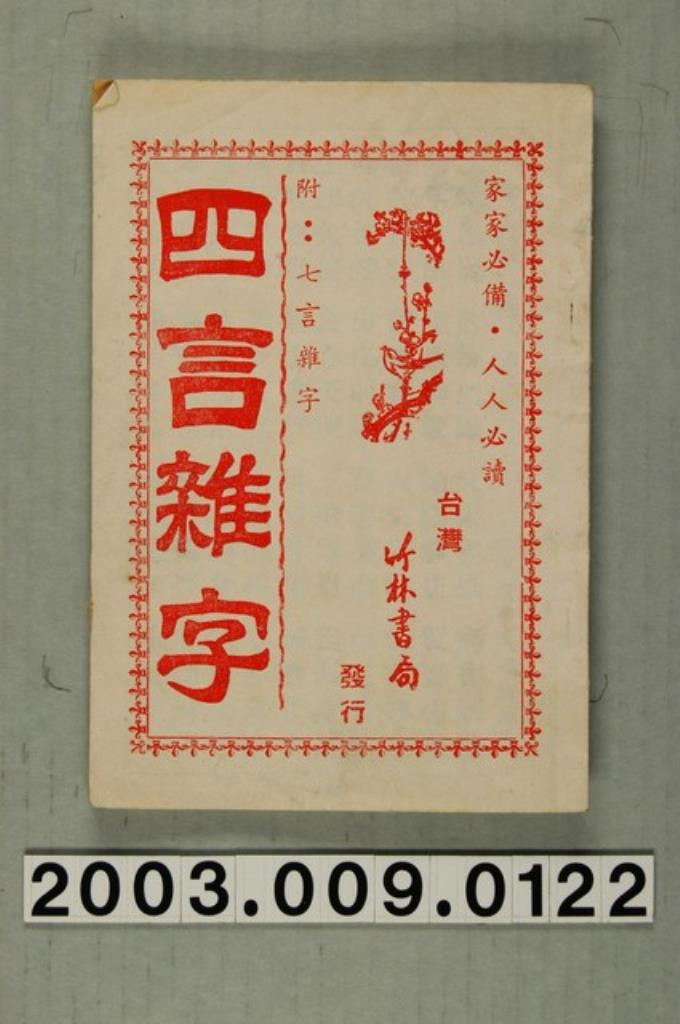 家家必備・人人必讀
台灣
竹林書局
發行
附：七言雜字
四言雜字
2003.009.0122